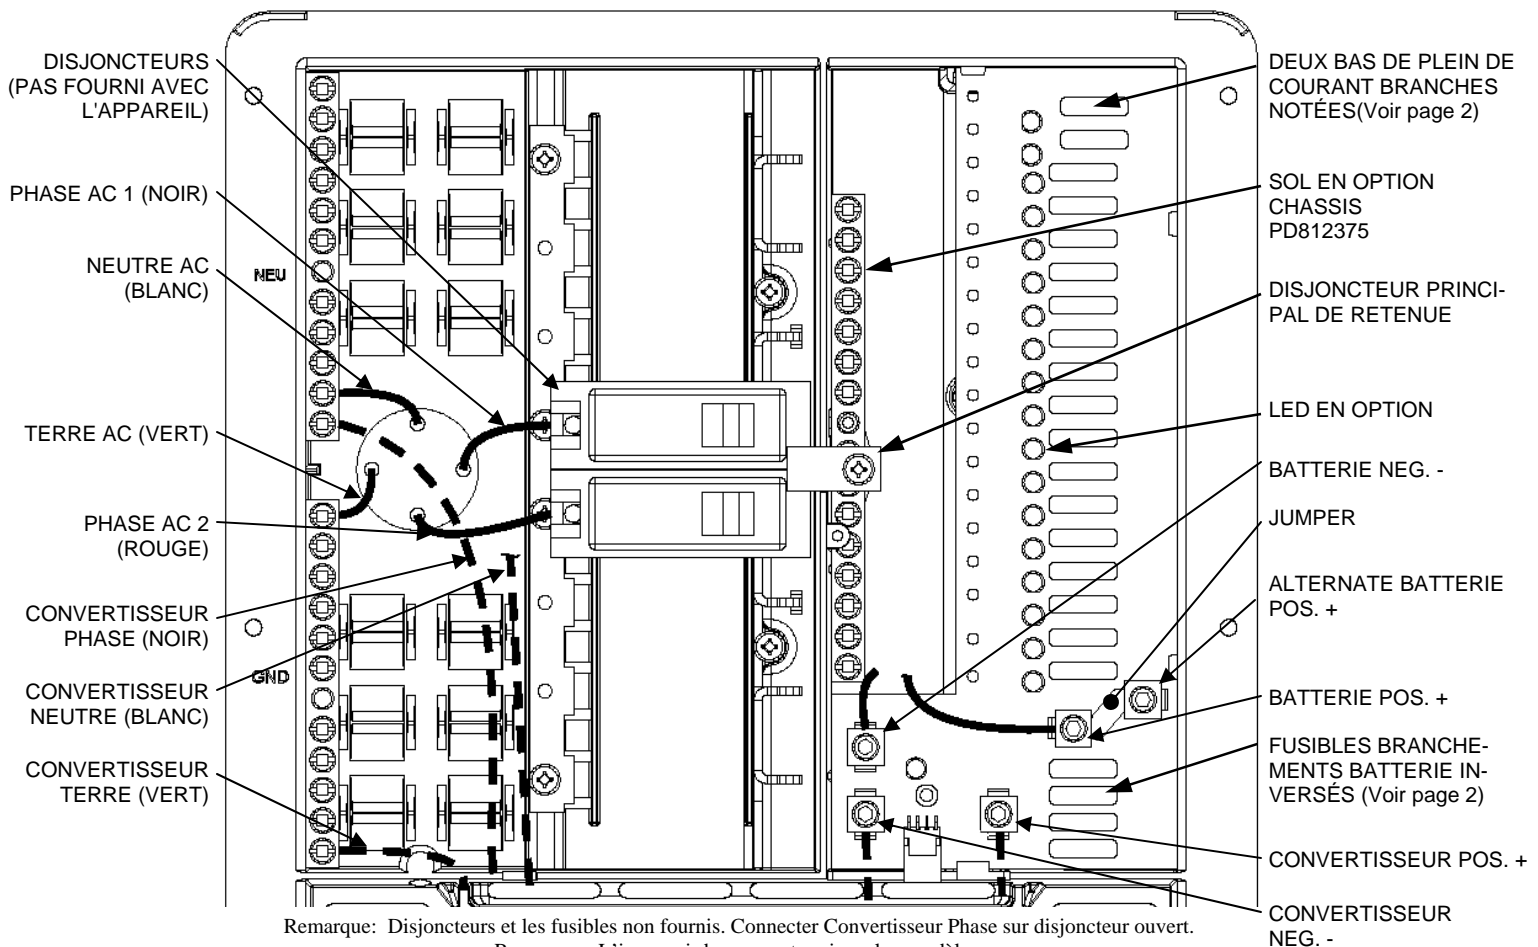 DISJONCTEURS
(PAS FOURNI AVEC
L'APPAREIL)
PHASE AC 1 (NOIR)
NEUTRE AC
(BLANC)
TERRE AC (VERT)
PHASE AC 2
(ROUGE)
CONVERTISSEUR
PHASE (NOIR)
CONVERTISSEUR
NEUTRE (BLANC)
CONVERTISSEUR
TERRE (VERT)
NEU
GND
DEUX BAS DE PLEIN DE
COURANT BRANCHES
NOTÉES(Voir page 2)
SOL EN OPTION
CHASSIS
PD812375
DISJONCTEUR PRINCI-
PAL DE RETENUE
LED EN OPTION
BATTERIE NEG. -
JUMPER
ALTERNATE BATTERIE
POS. +
BATTERIE POS. +
FUSIBLES BRANCHE-
MENTS BATTERIE IN-
VERSÉS (Voir page 2)
CONVERTISSEUR POS. +
CONVERTISSEUR
NEG. -
Remarque: Disjoncteurs et les fusibles non fournis. Connecter Convertisseur Phase sur disjoncteur ouvert.